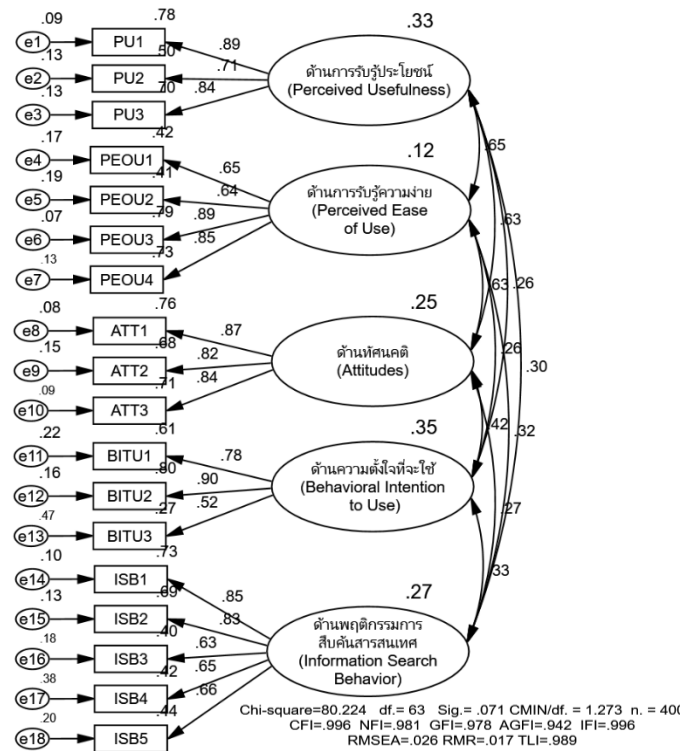 .33
.09
.78
e1
PU1
.89
.13
.50
e2
PU2
.71
.13
.70
e3
PU3
.84
ด้านการรับรู้ประโยชน์
(Perceived Usefulness)
.17
.42
e4
PEOU1
.65
.12
.65
.19
.41
e5
PEOU2
.64
.07
.79
e6
PEOU3
.89
.13
.73
e7
PEOU4
.85
ด้านการรับรู้ความง่าย
(Perceived Ease
of Use)
.63
.63
.26
.25
.08
.76
e8
ATT1
.87
.15
.68
e9
ATT2
.82
.09
.71
e10
ATT3
.84
ด้านทัศนคติ
(Attitudes)
.26
.30
.35
.42
.32
.22
.61
e11
BITU1
.78
.16
.80
e12
BITU2
.90
.47
.27
e13
BITU3
.52
ด้านความตั้งใจที่จะใช้
(Behavioral Intention
to Use)
.27
.33
.27
.10
.73
e14
ISB1
.85
.13
.69
e15
ISB2
.83
.18
.40
e16
ISB3
.63
.38
.42
e17
ISB4
.65
.20
.44
e18
ISB5
.66
ด้านพฤติกรรมการ
สืบค้นสารสนเทศ
(Information Search
Behavior)
Chi-square=80.224 df.= 63 Sig.= .071 CMIN/df. = 1.273 n. = 400
CFI=.996 NFI=.981 GFI=.978 AGFI=.942 IFI=.996
RMSEA=.026 RMR=.017 TLI=.989